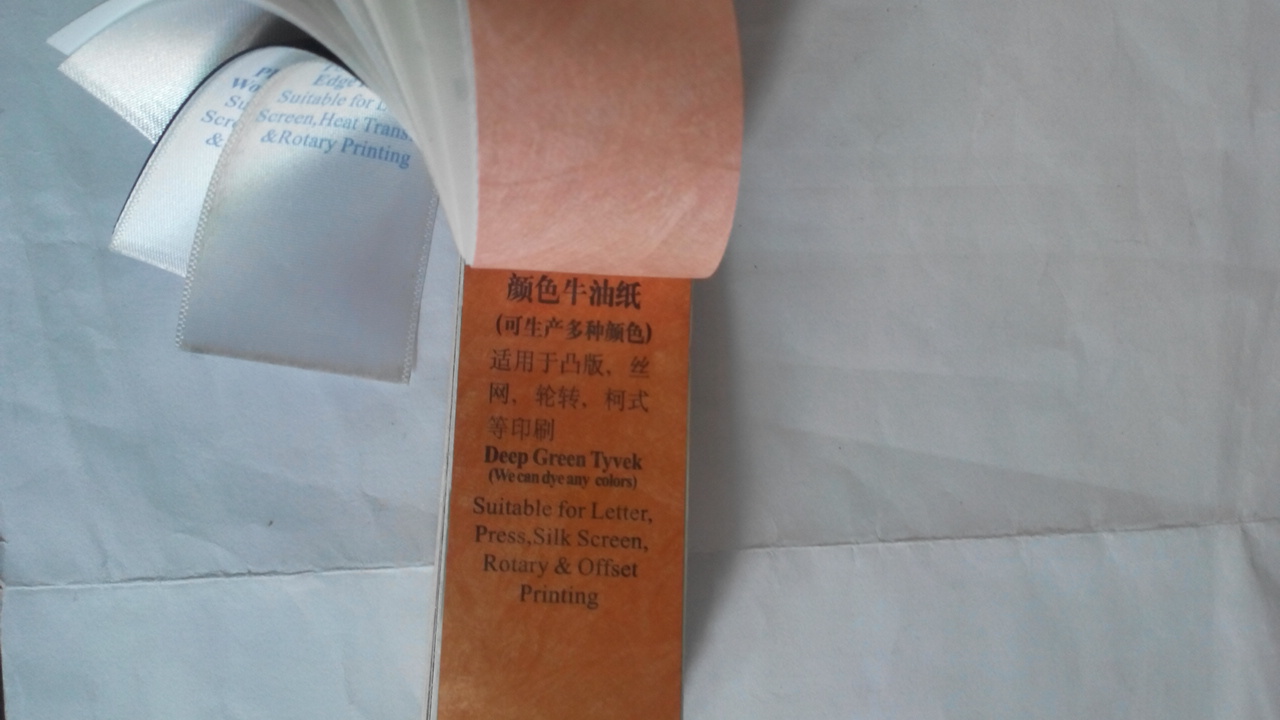 Edge
Suitable for
Screen,Heat
&Rotary Printing
颜色牛油纸
(可生产多种颜色)
适用于凸版、丝
网，轮转、柯式
等印刷
Deep Green Tyvek
(We can dye any colors)
Suitable for Letter,
Press,Silk Screen,
Rotary & Offset
Printing